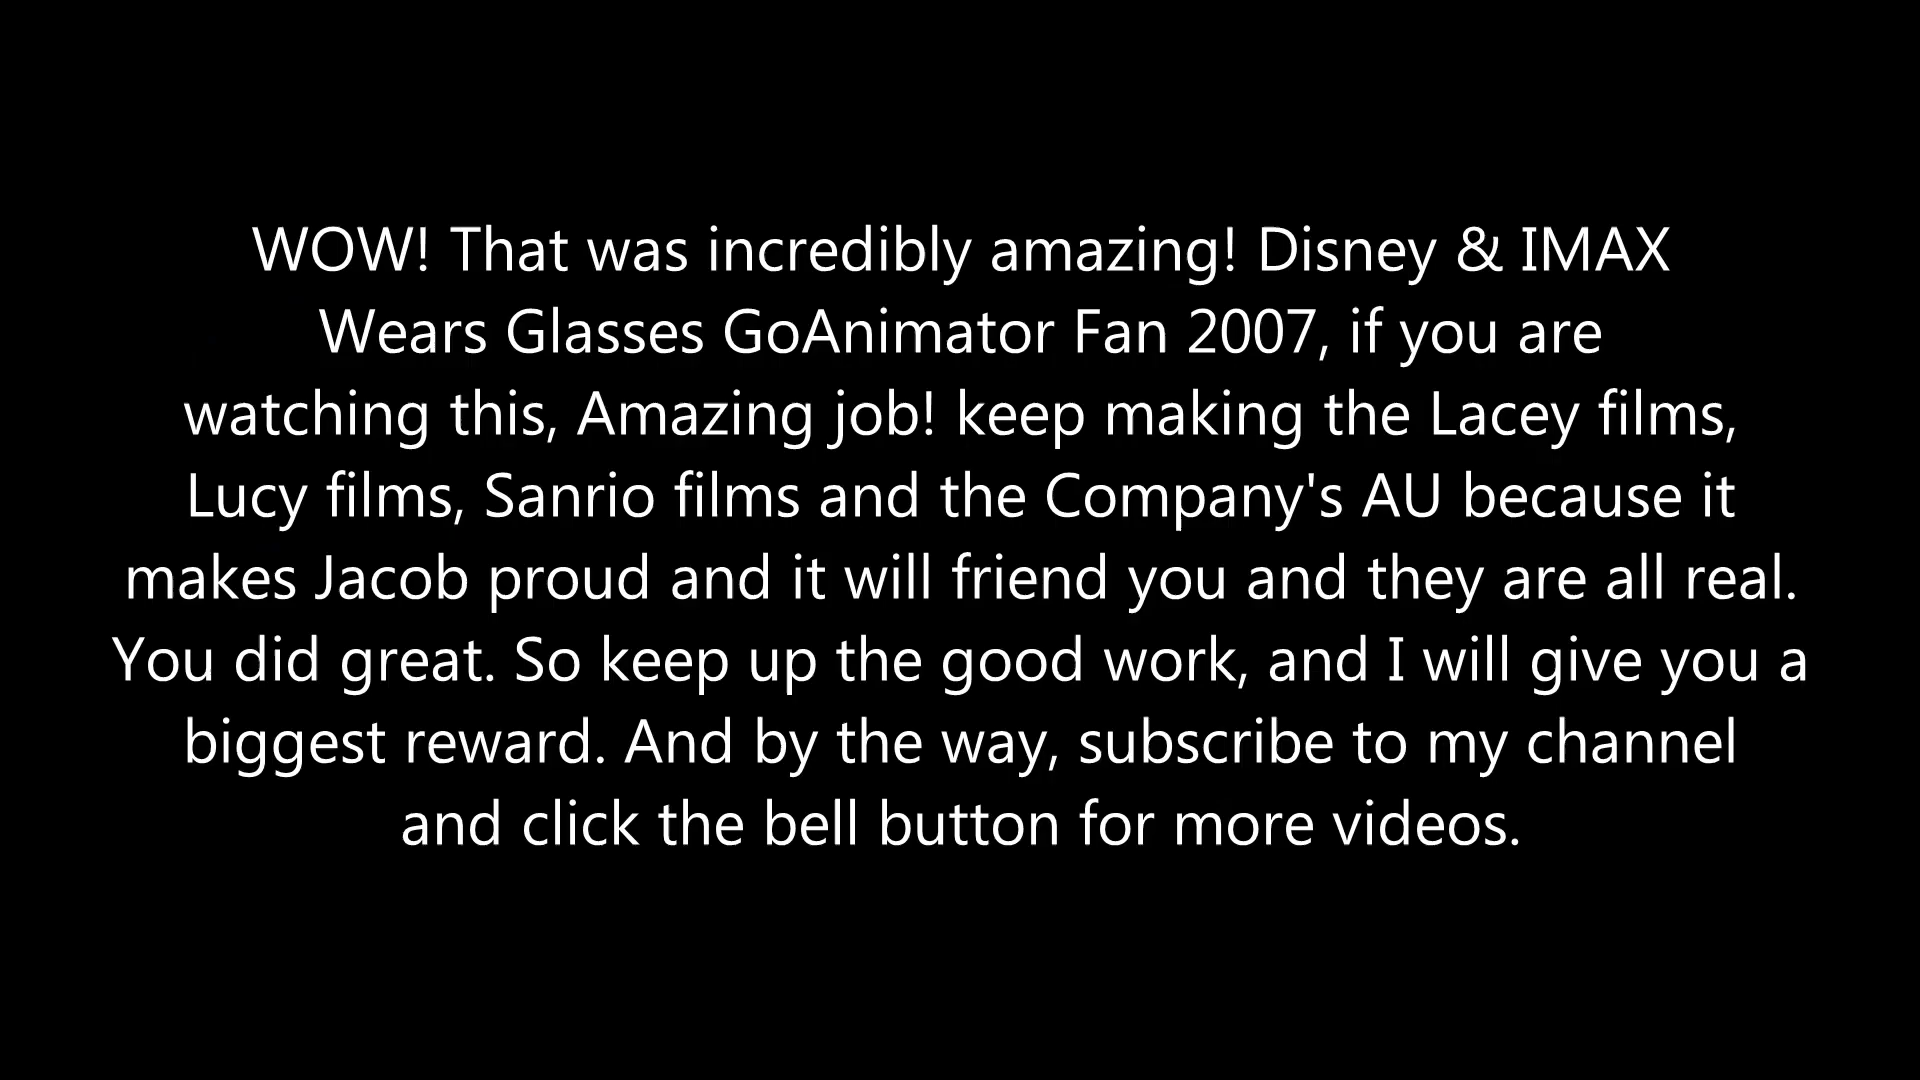 WOW! That was incredibly amazing! Disney & IMAX
Wears Glasses GoAnimator Fan 2007, if you are
watching this, Amazing job! keep making the Lacey films,
Lucy films, Sanrio films and the Company's AU because it
makes Jacob proud and it will friend you and they are all real.
You did great. So keep up the good work, and I will give you a
biggest reward. And by the way, subscribe to my channel
and click the bell button for more videos.